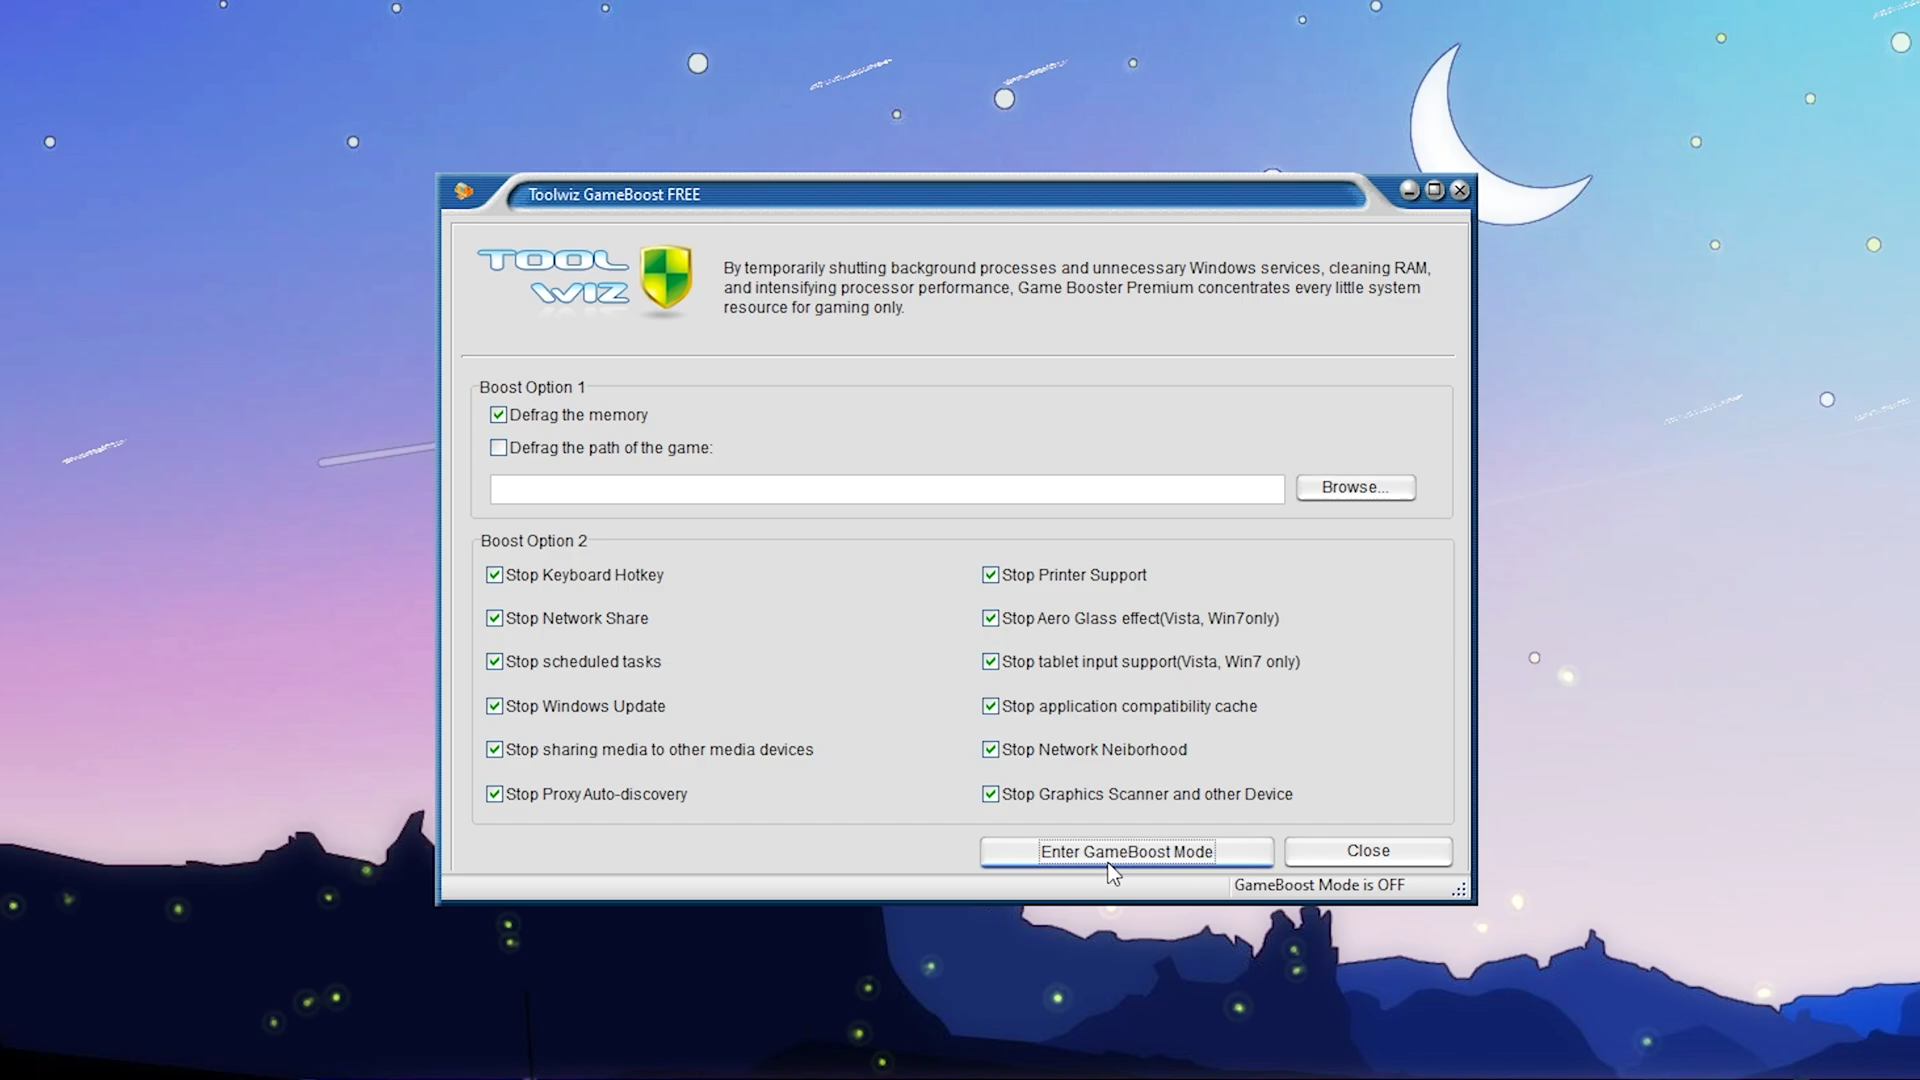 Toolwiz GameBoost FREE
TOOL
WIZ
By temporarily shutting background processes and unnecessary Windows services, cleaning RAM,
and intensifying processor performance, Game Booster Premium concentrates every little system
resource for gaming only.
Boost Option 1
Defrag the memory
Defrag the path of the game:
Browse...
Boost Option 2
Stop Keyboard Hotkey
Stop Printer Support
Stop Network Share
Stop Aero Glass effect(Vista, Win7only)
Stop scheduled tasks
Stop tablet input support(Vista, Win7 only)
Stop Windows Update
Stop application compatibility cache
Stop sharing media to other media devices
Stop Network Neiborhood
Stop Proxy Auto-discovery
Stop Graphics Scanner and other Device
Enter GameBoost Mode
Close
GameBoost Mode is OFF